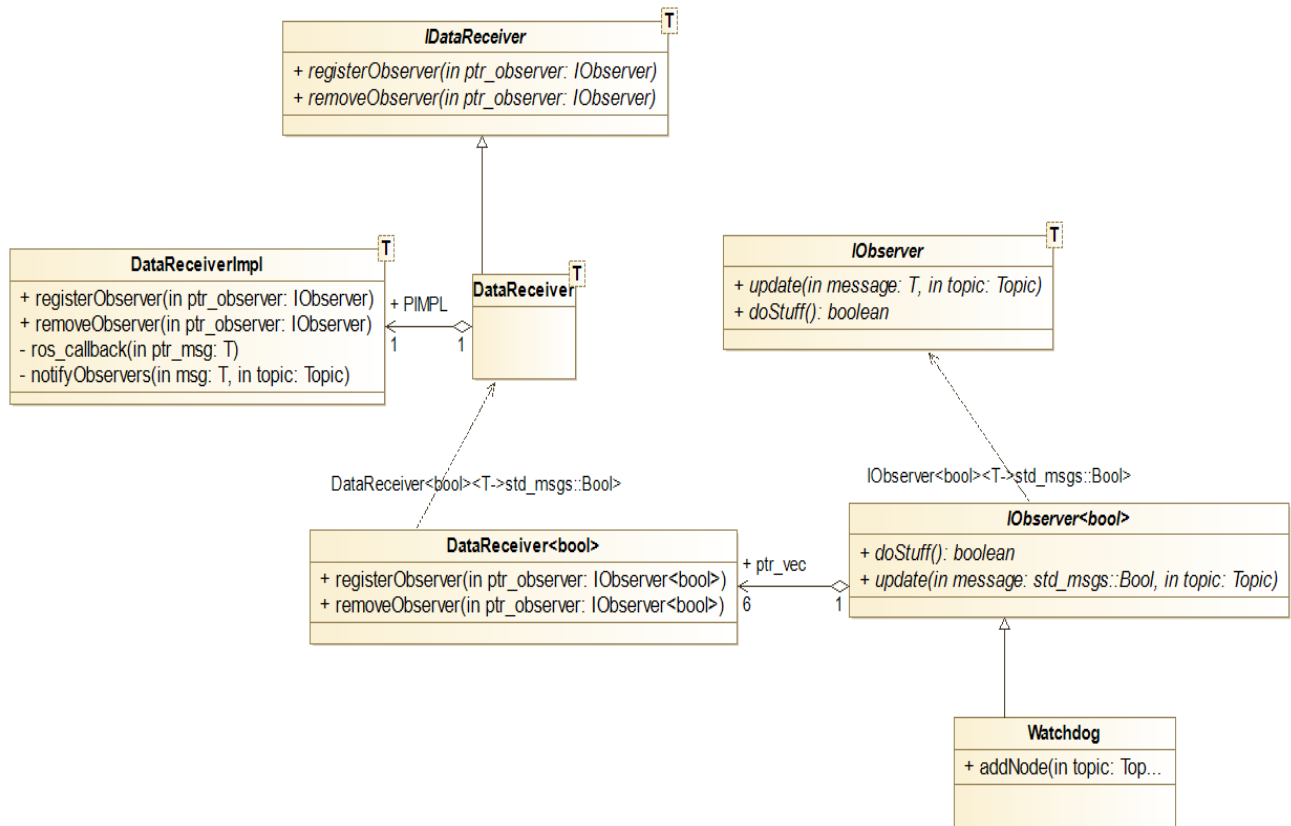 T
IDataReceiver
+ registerObserver(in ptr_observer: IObserver)
+ removeObserver(in ptr_observer: IObserver)
T
DataReceiverImpl
+ registerObserver(in ptr_observer: IObserver)
+ removeObserver(in ptr_observer: IObserver)
- ros_callback(in ptr_msg: T)
- notifyObservers(in msg: T, in topic: Topic)
+ PIMPL
1
1
T
DataReceiver
T
IObserver
+ update(in message: T, in topic: Topic)
+ doStuff(): boolean
DataReceiver<bool><T->std_msgs::Bool>
IObserver<bool><T->std_msgs::Bool>
DataReceiver<bool>
+ registerObserver(in ptr_observer: IObserver<bool>)
+ removeObserver(in ptr_observer: IObserver<bool>)
+ ptr_vec
6
1
IObserver<bool>
+ doStuff(): boolean
+ update(in message: std_msgs::Bool, in topic: Topic)
Watchdog
+ addNode(in topic: Top...